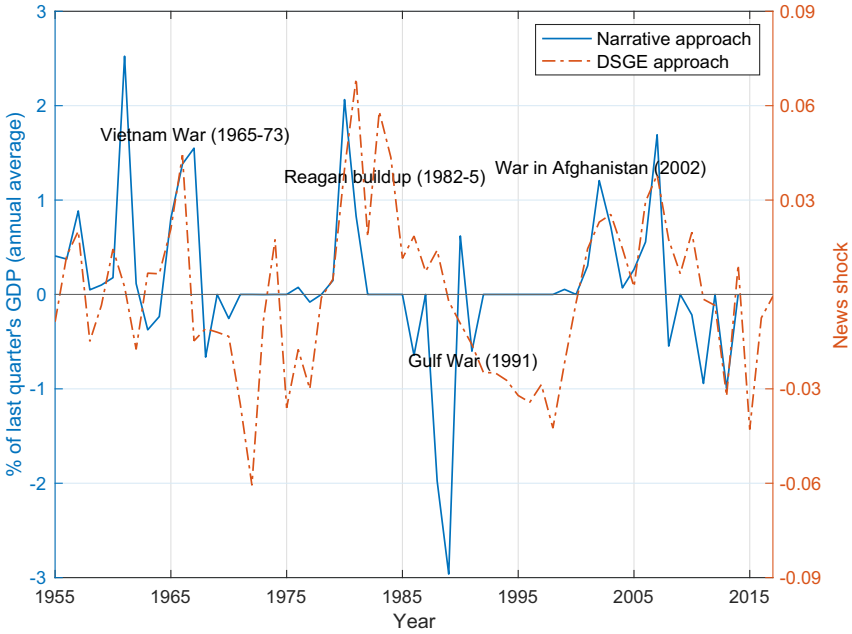 3
2
1
0
-1
-2
-3
% of last quarter's GDP (annual average)
0.09
0.06
0.03
0
-0.03
-0.06
-0.09
News shock
Narrative approach
DSGE approach
Vietnam War (1965-73)
Reagan buildup (1982-5)
War in Afghanistan (2002)
Gulf War (1991)
1955
1965
1975
1985
1995
2005
2015
Year